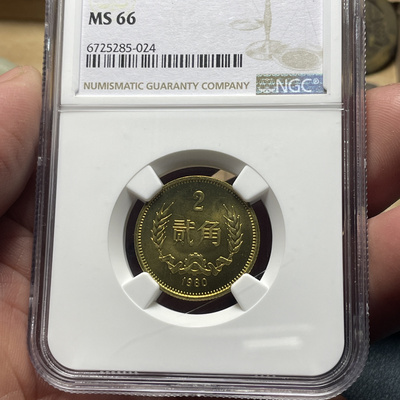 MS 66
6725285-024
NUMISMATIC GUARANTY COMPANY
NGC®
2
贰角
1980